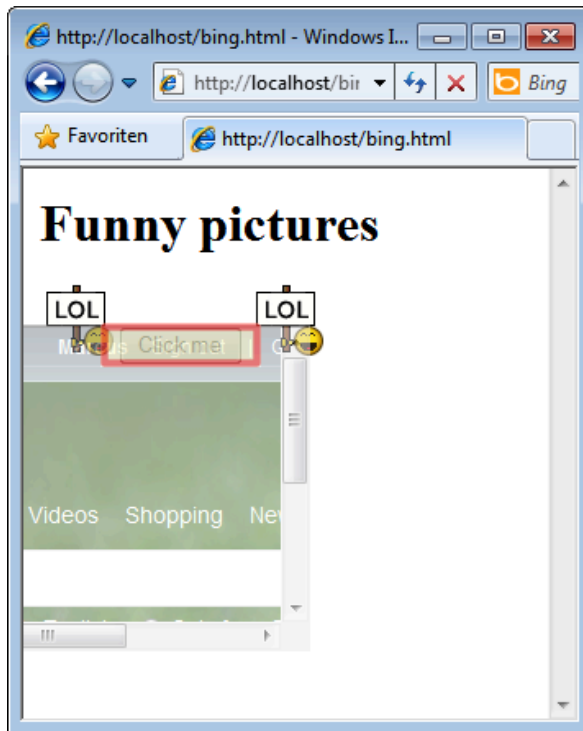 http://localhost/bing.html - Windows I...
http://localhost/bir
Bing
Favoriten
http://localhost/bing.html
Funny pictures
LOL LOL
Click me
Videos Shopping Ne